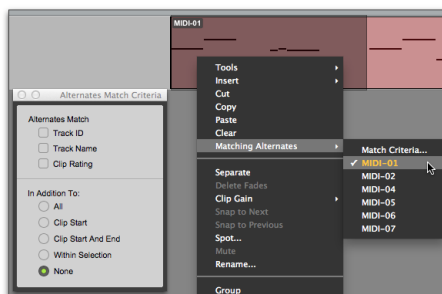 MIDI-01
Alternates Match Criteria
Alternates Match
Track ID
Track Name
Clip Rating
In Addition To:
All
Clip Start
Clip Start And End
Within Selection
None
Tools
Insert
Cut
Copy
Paste
Clear
Matching Alternates
Separate
Delete Fades
Clip Gain
Snap to Next
Snap to Previous
Spot...
Mute
Rename...
Group
Match Criteria...
MIDI-01
MIDI-02
MIDI-04
MIDI-05
MIDI-06
MIDI-07